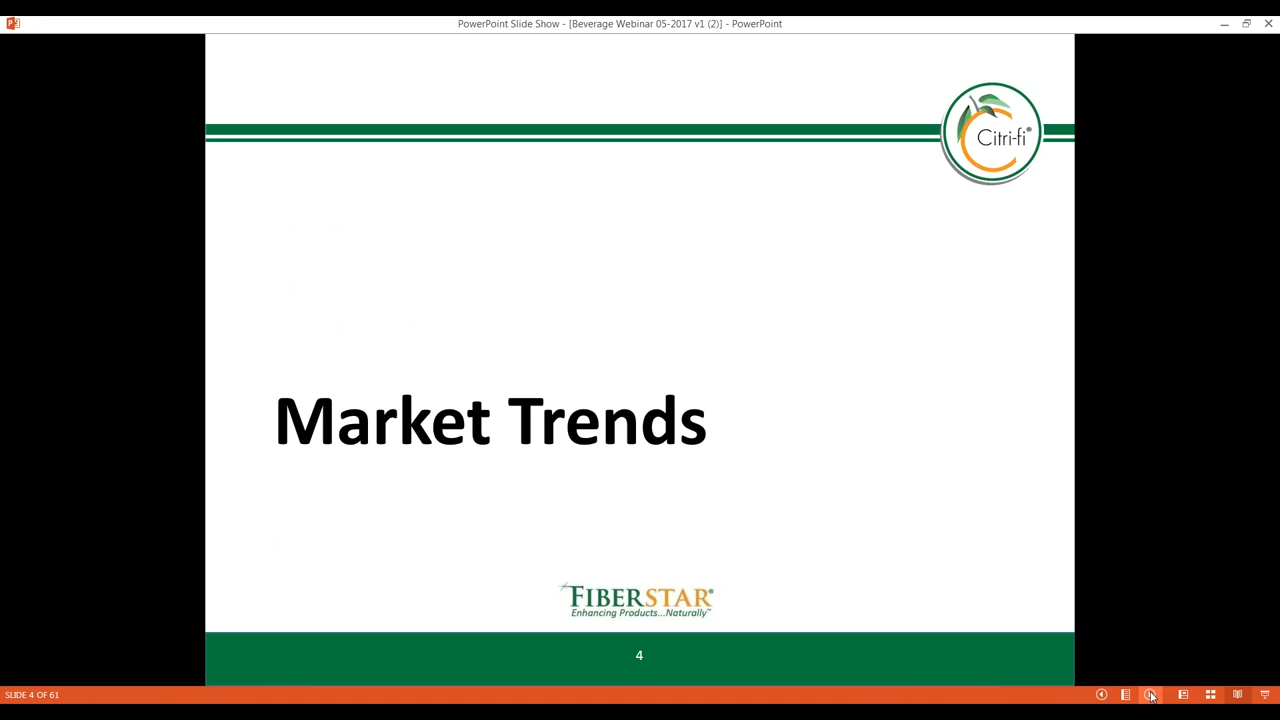 PowerPoint Slide Show - [Beverage Webinar 05-2017 v1 (2)] - PowerPoint
Citri-fi®
Market Trends
FIBERSTAR®
Enhancing Products...Naturally™
4
SLIDE 4 OF 61